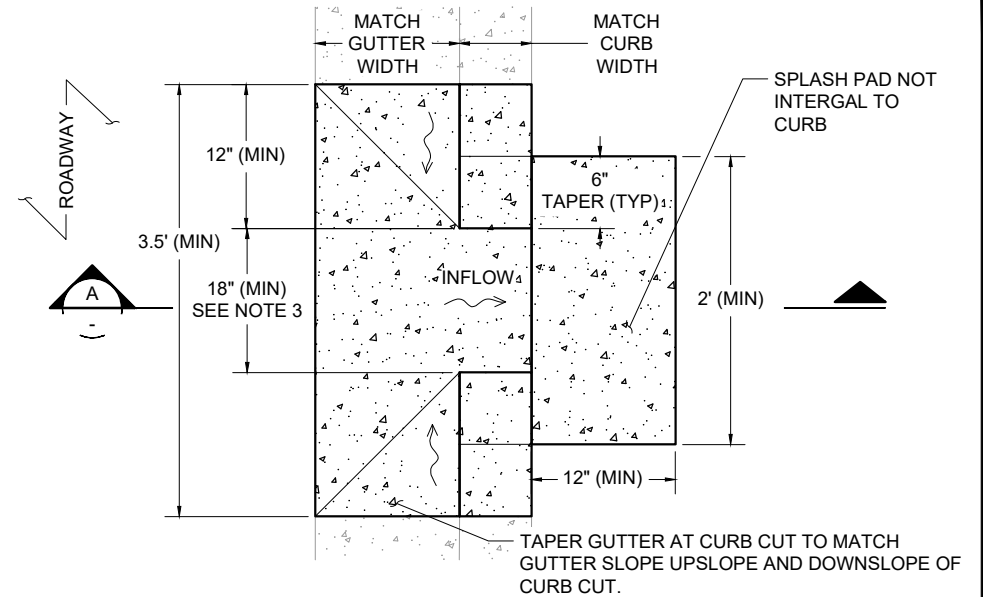 MATCH
GUTTER
WIDTH
MATCH
CURB
WIDTH
SPLASH PAD NOT
INTERGAL TO
CURB
ROADWAY
12" (MIN)
6"
TAPER (TYP)
3.5' (MIN)
A
-
18" (MIN)
SEE NOTE 3
INFLOW
2' (MIN)
12" (MIN)
TAPER GUTTER AT CURB CUT TO MATCH
GUTTER SLOPE UPSLOPE AND DOWNSLOPE OF
CURB CUT.